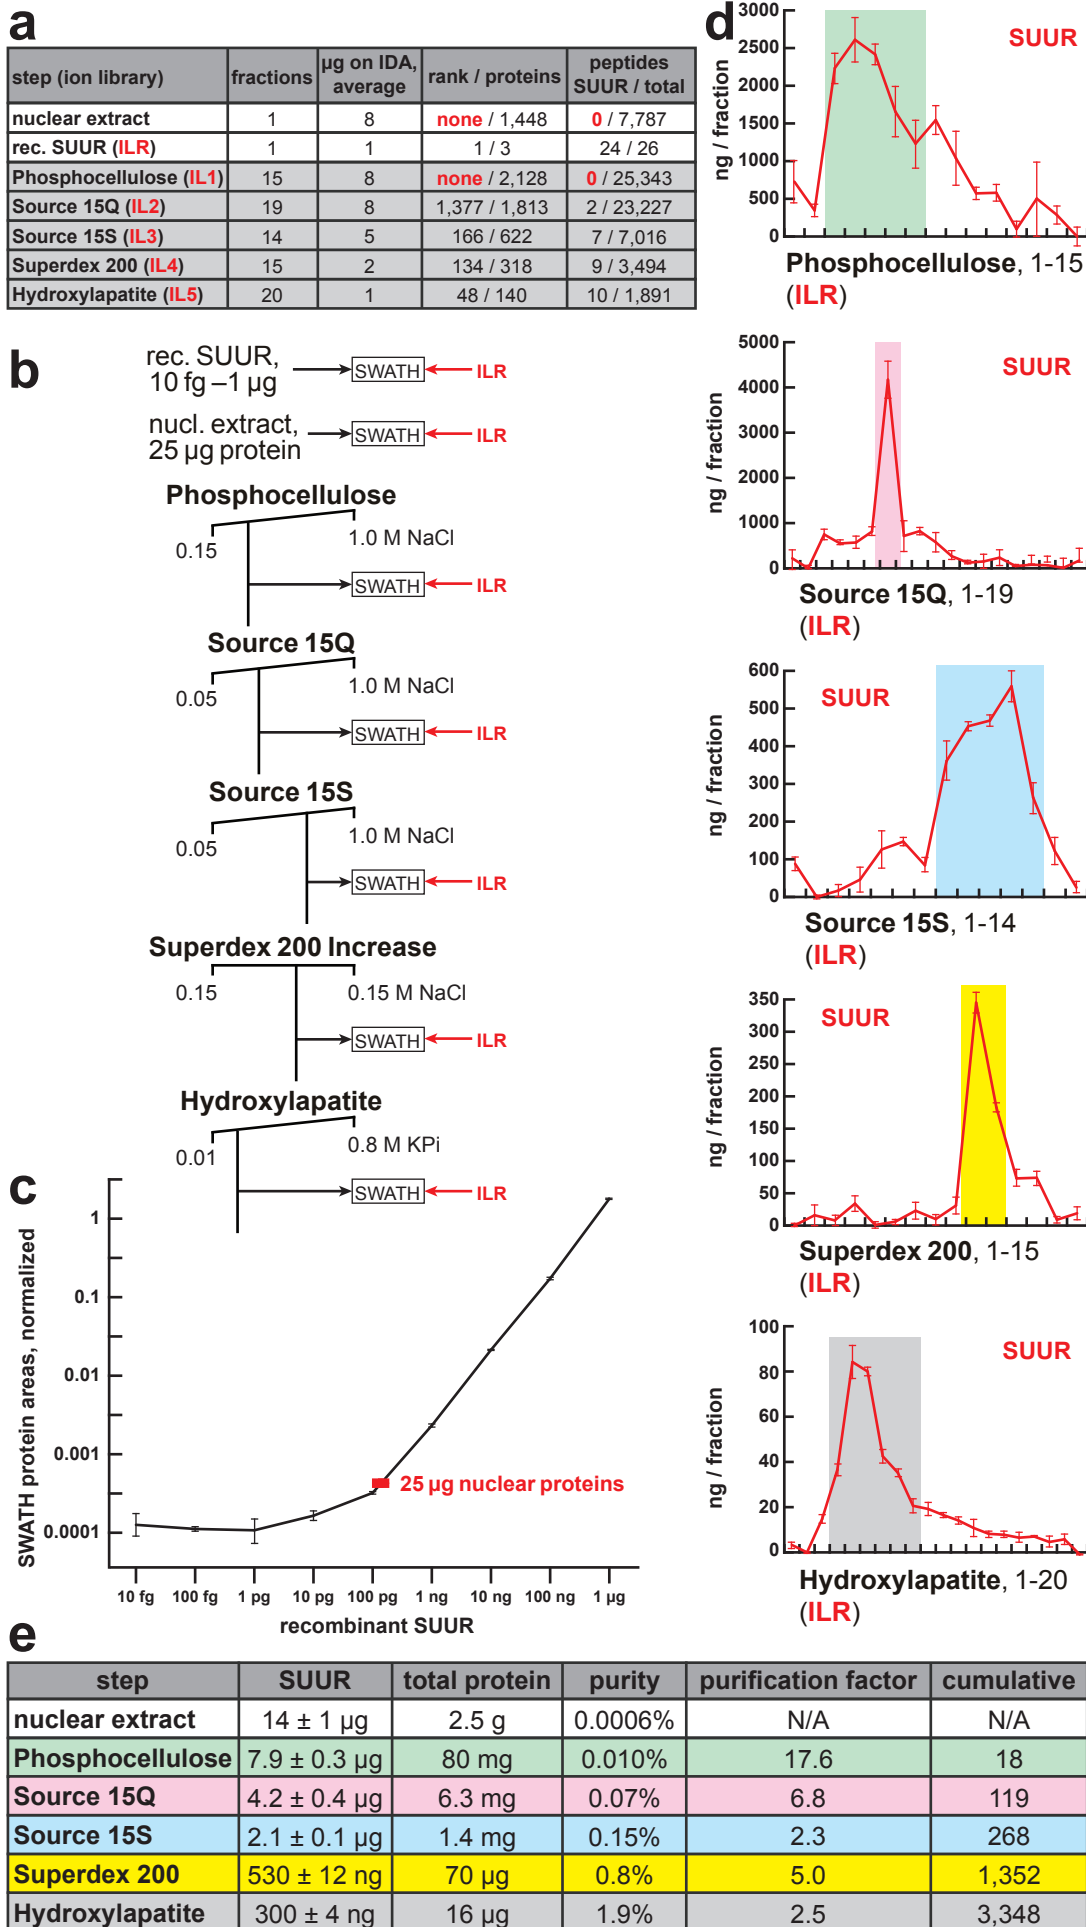 a
step (ion library) fractions µg on IDA, average rank / proteins peptides SUUR / total
nuclear extract 1 8 none / 1,448 0 / 7,787
rec. SUUR (ILR) 1 1 1 / 3 24 / 26
Phosphocellulose (IL1) 15 8 none / 2,128 0 / 25,343
Source 15Q (IL2) 19 8 1,377 / 1,813 2 / 23,227
Source 15S (IL3) 14 5 166 / 622 7 / 7,016
Superdex 200 (IL4) 15 2 134 / 318 9 / 3,494
Hydroxylapatite (IL5) 20 1 48 / 140 10 / 1,891
b
rec. SUUR,
10 fg – 1 µg
SWATH
ILR
nucl. extract,
25 µg protein
SWATH
ILR
Phosphocellulose
0.15
1.0 M NaCl
SWATH
ILR
Source 15Q
0.05
1.0 M NaCl
SWATH
ILR
Source 15S
0.05
1.0 M NaCl
SWATH
ILR
Superdex 200 Increase
0.15
0.15 M NaCl
SWATH
ILR
Hydroxylapatite
0.01
0.8 M KPi
SWATH
ILR
c
SWATH protein areas, normalized
1
0.1
0.01
0.001
0.0001
25 µg nuclear proteins
10 fg 100 fg 1 pg 10 pg 100 pg 1 ng 10 ng 100 ng 1 µg
recombinant SUUR
d
ng / fraction
3000
2500
2000
1500
1000
500
0
SUUR
Phosphocellulose, 1-15
(ILR)
ng / fraction
5000
4000
3000
2000
1000
0
SUUR
Source 15Q, 1-19
(ILR)
ng / fraction
600
500
400
300
200
100
0
SUUR
Source 15S, 1-14
(ILR)
ng / fraction
350
300
250
200
150
100
50
0
SUUR
Superdex 200, 1-15
(ILR)
ng / fraction
100
80
60
40
20
0
SUUR
Hydroxylapatite, 1-20
(ILR)
e
step SUUR total protein purity purification factor cumulative
nuclear extract 14 ± 1 µg 2.5 g 0.0006% N/A N/A
Phosphocellulose 7.9 ± 0.3 µg 80 mg 0.010% 17.6 18
Source 15Q 4.2 ± 0.4 µg 6.3 mg 0.07% 6.8 119
Source 15S 2.1 ± 0.1 µg 1.4 mg 0.15% 2.3 268
Superdex 200 530 ± 12 ng 70 µg 0.8% 5.0 1,352
Hydroxylapatite 300 ± 4 ng 16 µg 1.9% 2.5 3,348